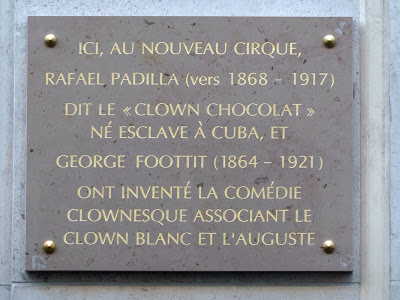 ICI, AU NOUVEAU CIRQUE,
RAFAEL PADILLA (vers 1868 – 1917)
DIT LE « CLOWN CHOCOLAT »
NÉ ESCLAVE À CUBA, ET
GEORGE FOOTTIT (1864 – 1921)
ONT INVENTÉ LA COMÉDIE
CLOWNESQUE ASSOCIANT LE
CLOWN BLANC ET L'AUGUSTE